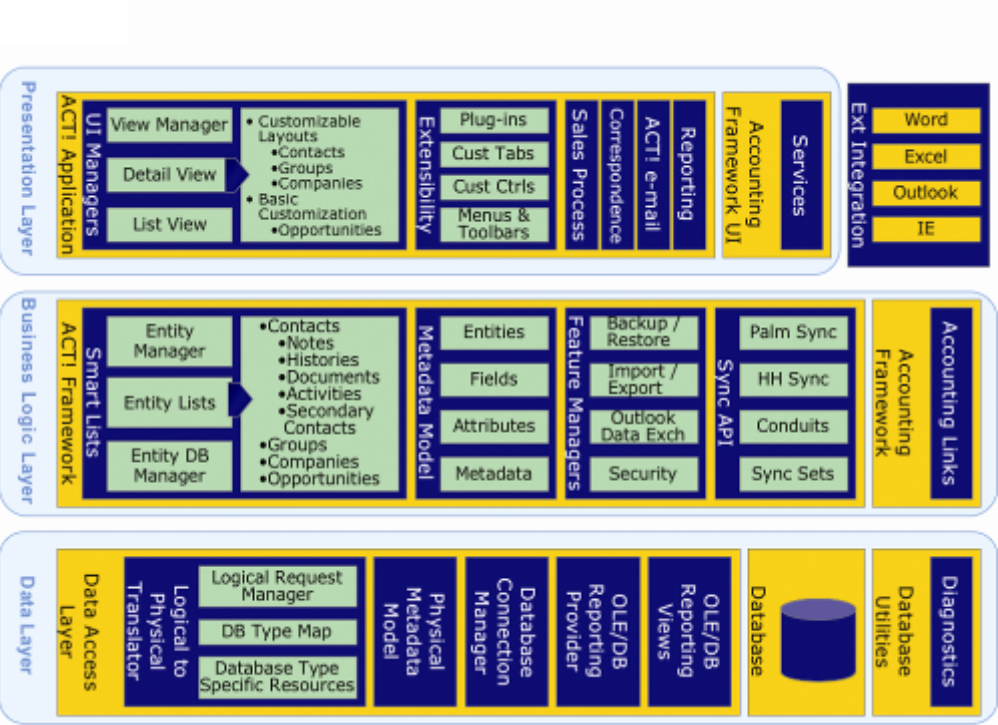 Presentation Layer
ACT! Application
UI Managers
View Manager
Detail View
List View
• Customizable
Layouts
•Contacts
•Groups
•Companies
• Basic
Customization
•Opportunities
Extensibility
Plug-ins
Cust Tabs
Cust Ctrls
Menus &
Toolbars
Sales Process
Correspondence
ACT! e-mail
Reporting
Accounting
Framework UI
Services
Ext Integration
Word
Excel
Outlook
IE
Business Logic Layer
ACT! Framework
Smart Lists
Entity
Manager
Entity Lists
Entity DB
Manager
•Contacts
•Notes
•Histories
•Documents
•Activities
•Secondary
Contacts
•Groups
•Companies
•Opportunities
Metadata Model
Entities
Fields
Attributes
Metadata
Feature Managers
Backup /
Restore
Import /
Export
Outlook
Data Exch
Security
Sync API
Palm Sync
HH Sync
Conduits
Sync Sets
Accounting
Framework
Accounting Links
Data Layer
Data Access
Layer
Logical to
Physical
Translator
Logical Request
Manager
DB Type Map
Database Type
Specific Resources
Physical
Metadata
Model
Database
Connection
Manager
OLE/DB
Reporting
Provider
OLE/DB
Reporting
Views
Database
Database
Utilities
Diagnostics